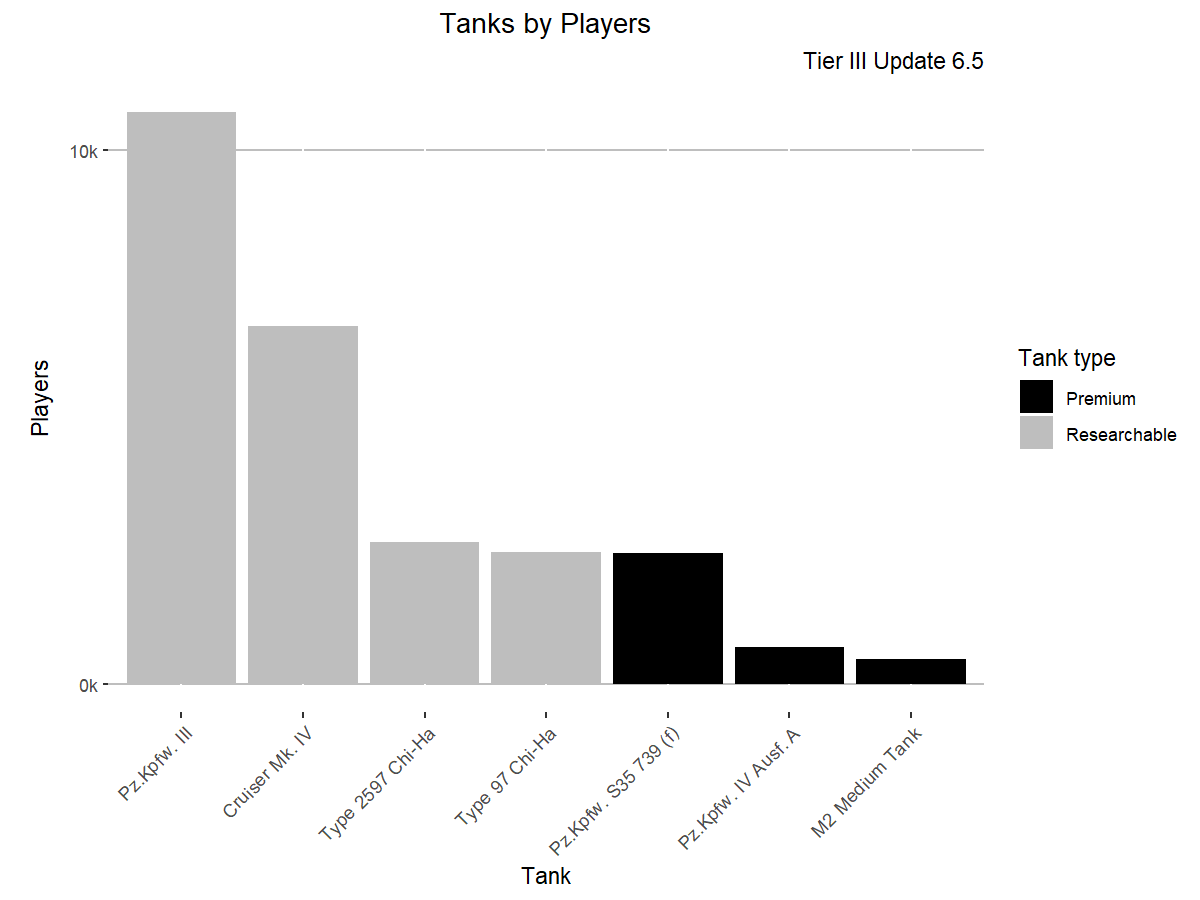 Tanks by Players
Tier III Update 6.5
Players
10k
0k
Pz.Kpfw. III
Cruiser Mk. IV
Type 2597 Chi-Ha
Type 97 Chi-Ha
Pz.Kpfw. S35 739 (f)
Pz.Kpfw. IV Ausf. A
M2 Medium Tank
Tank
Tank type
Premium
Researchable